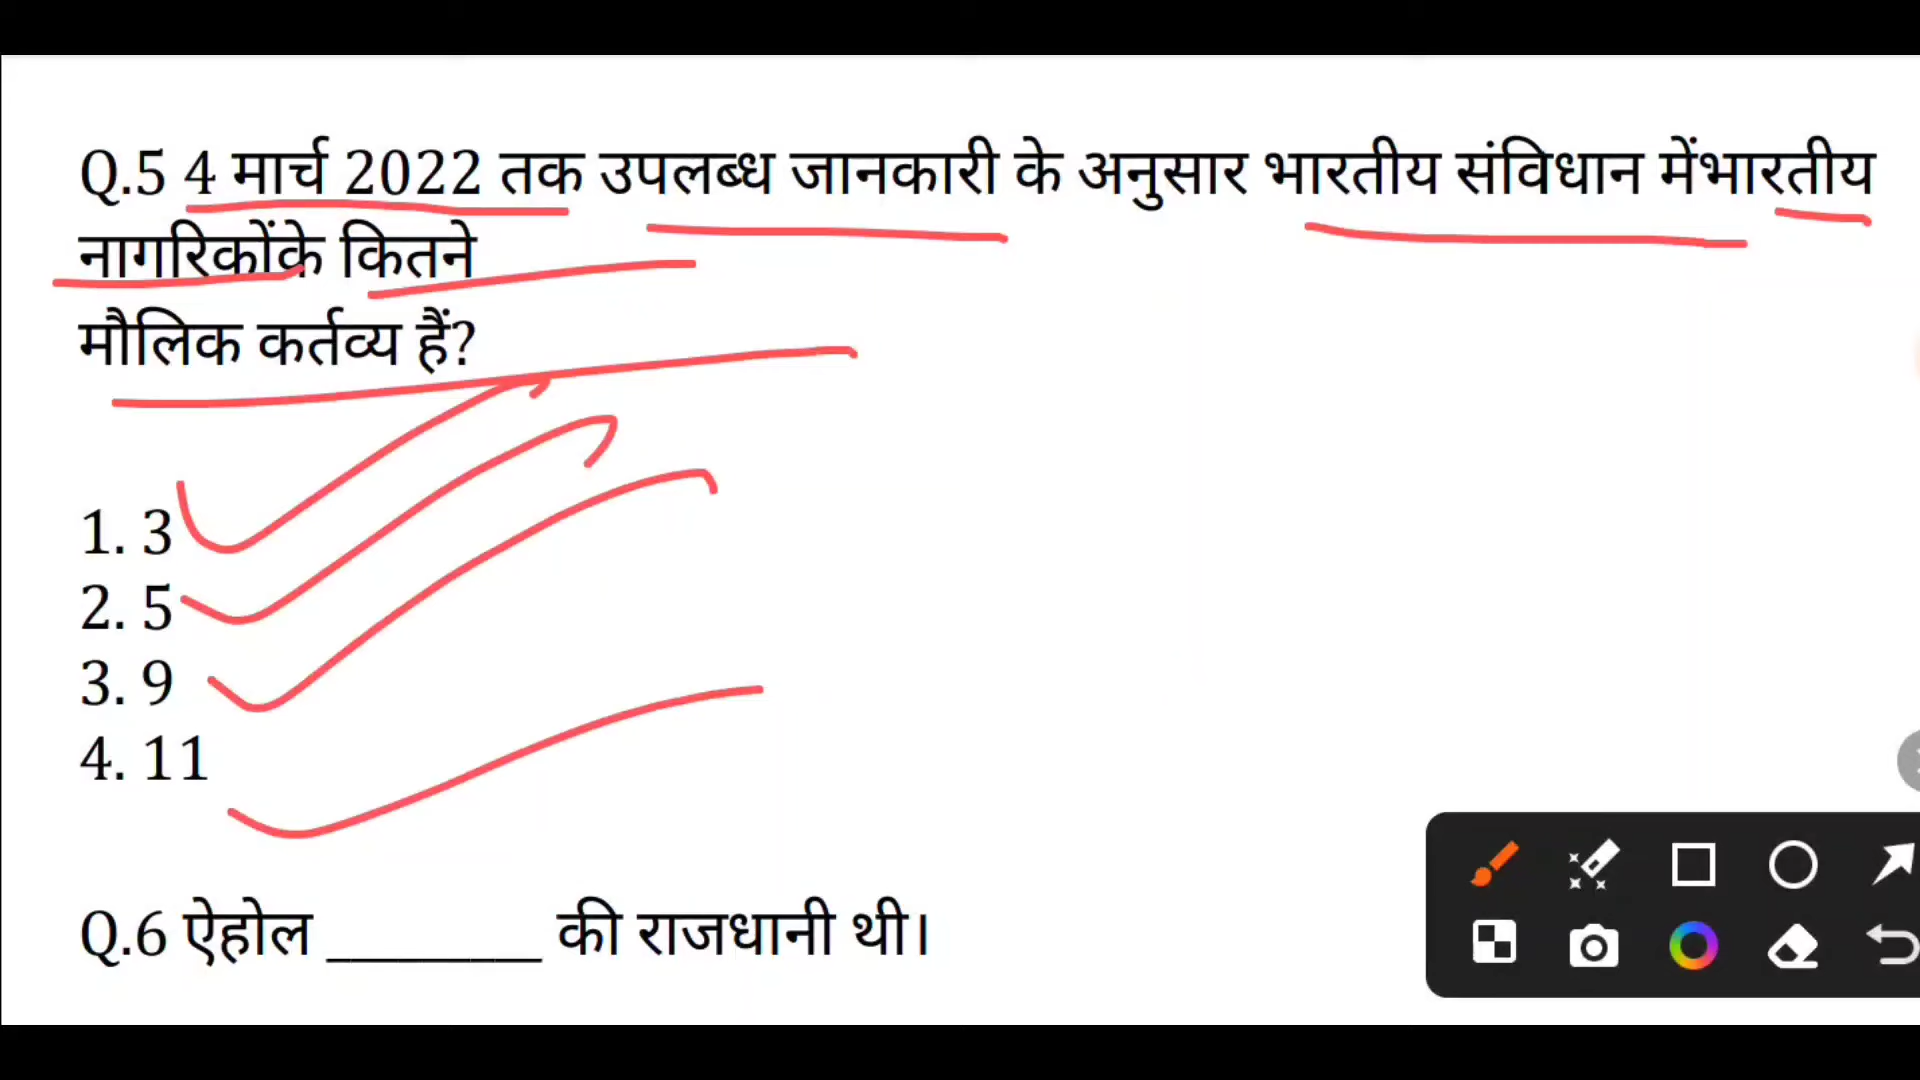 Q.5 4 मार्च 2022 तक उपलब्ध जानकारी के अनुसार भारतीय संविधान मेंभारतीय
नागरिकोंके कितने
मौलिक कर्तव्य हैं?
1. 3
2. 5
3. 9
4. 11
Q.6 ऐहोल ________ की राजधानी थी।